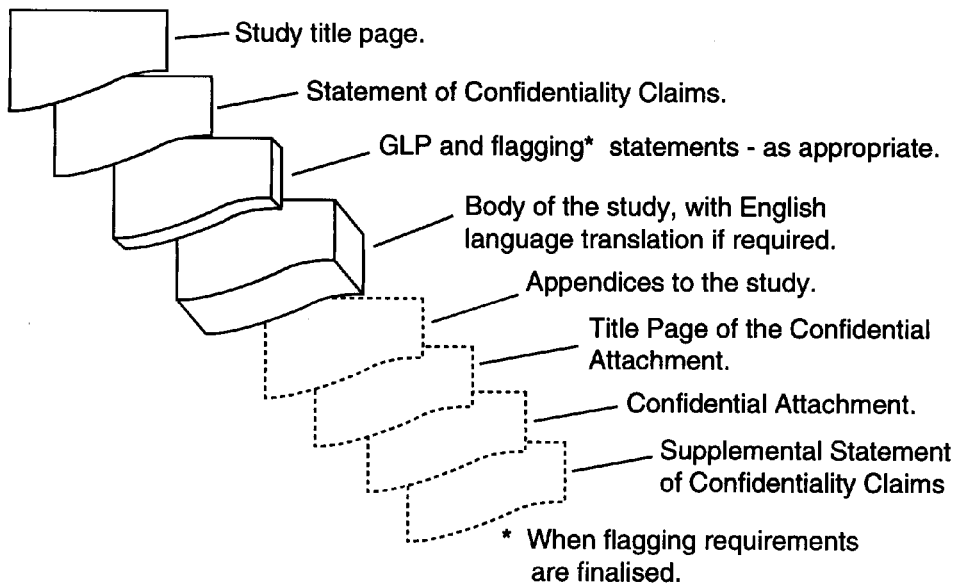 Study title page.
Statement of Confidentiality Claims.
GLP and flagging* statements - as appropriate.
Body of the study, with English
language translation if required.
Appendices to the study.
Title Page of the Confidential
Attachment.
Confidential Attachment.
Supplemental Statement
of Confidentiality Claims
* When flagging requirements
are finalised.